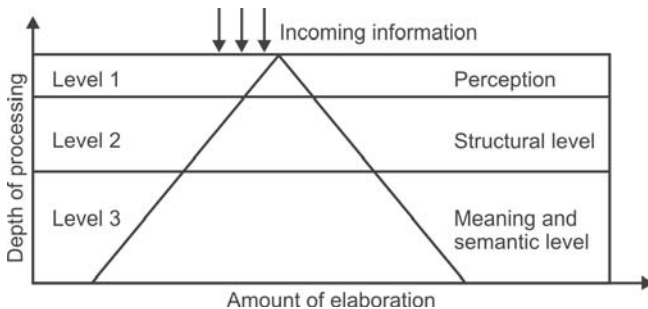 Incoming information
Level 1
Perception
Level 2
Structural level
Level 3
Meaning and
semantic level
Depth of processing
Amount of elaboration